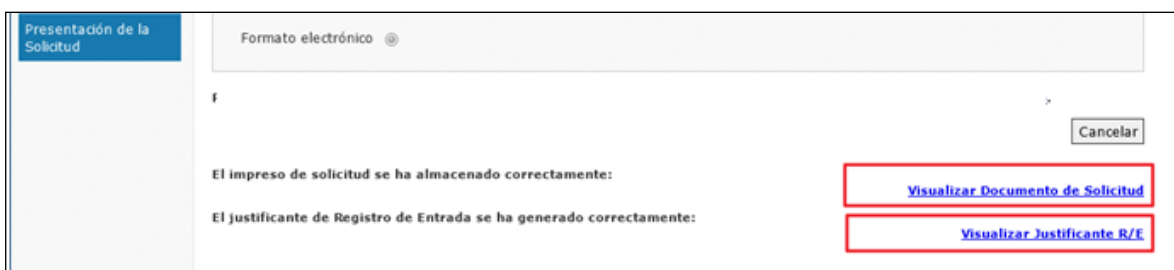 Presentación de la
Solicitud
Formato electrónico
Cancelar
El impreso de solicitud se ha almacenado correctamente:
Visualizar Documento de Solicitud
El justificante de Registro de Entrada se ha generado correctamente:
Visualizar Justificante R/E